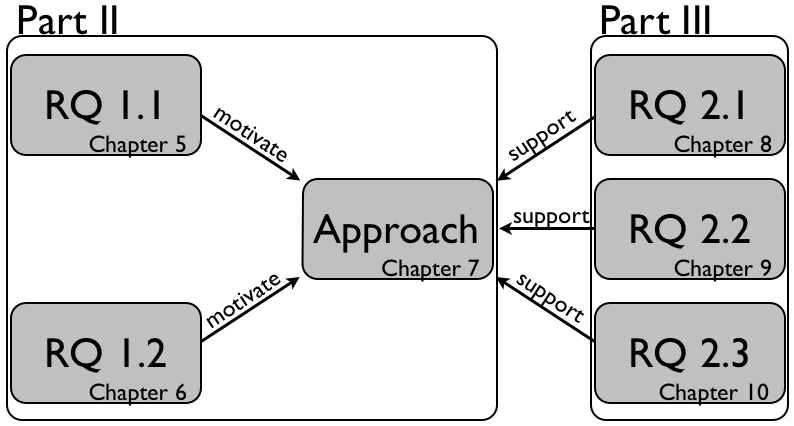 Part II
Part III
RQ 1.1
Chapter 5
motivate
support
RQ 2.1
Chapter 8
Approach
Chapter 7
support
RQ 2.2
Chapter 9
RQ 1.2
Chapter 6
motivate
support
RQ 2.3
Chapter 10